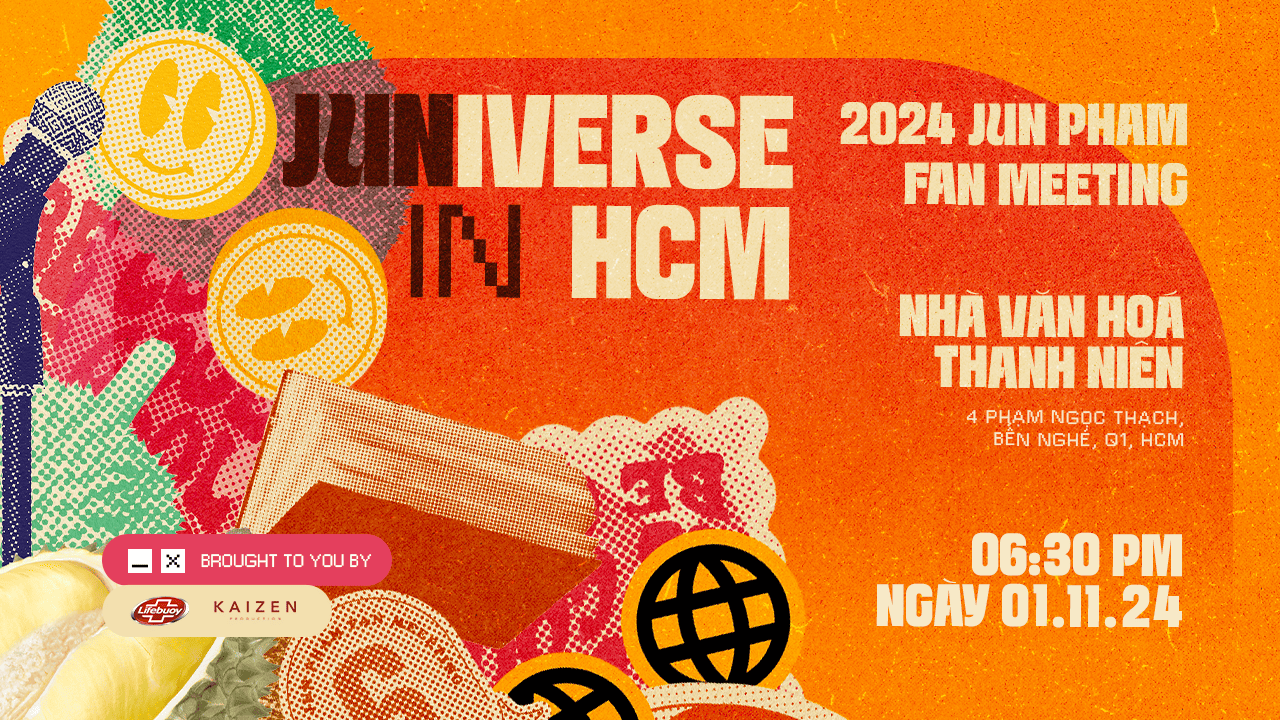 JUNIVERSE
IN HCM
2024 JUN PHAM
FAN MEETING
NHÀ VĂN HOÁ
THANH NIÊN
4 PHẠM NGỌC THẠCH,
BẾN NGHÉ, Q1, HCM
06:30 PM
NGÀY 01.11.24
BROUGHT TO YOU BY
Lifebuoy
KAIZEN
PRODUCTION